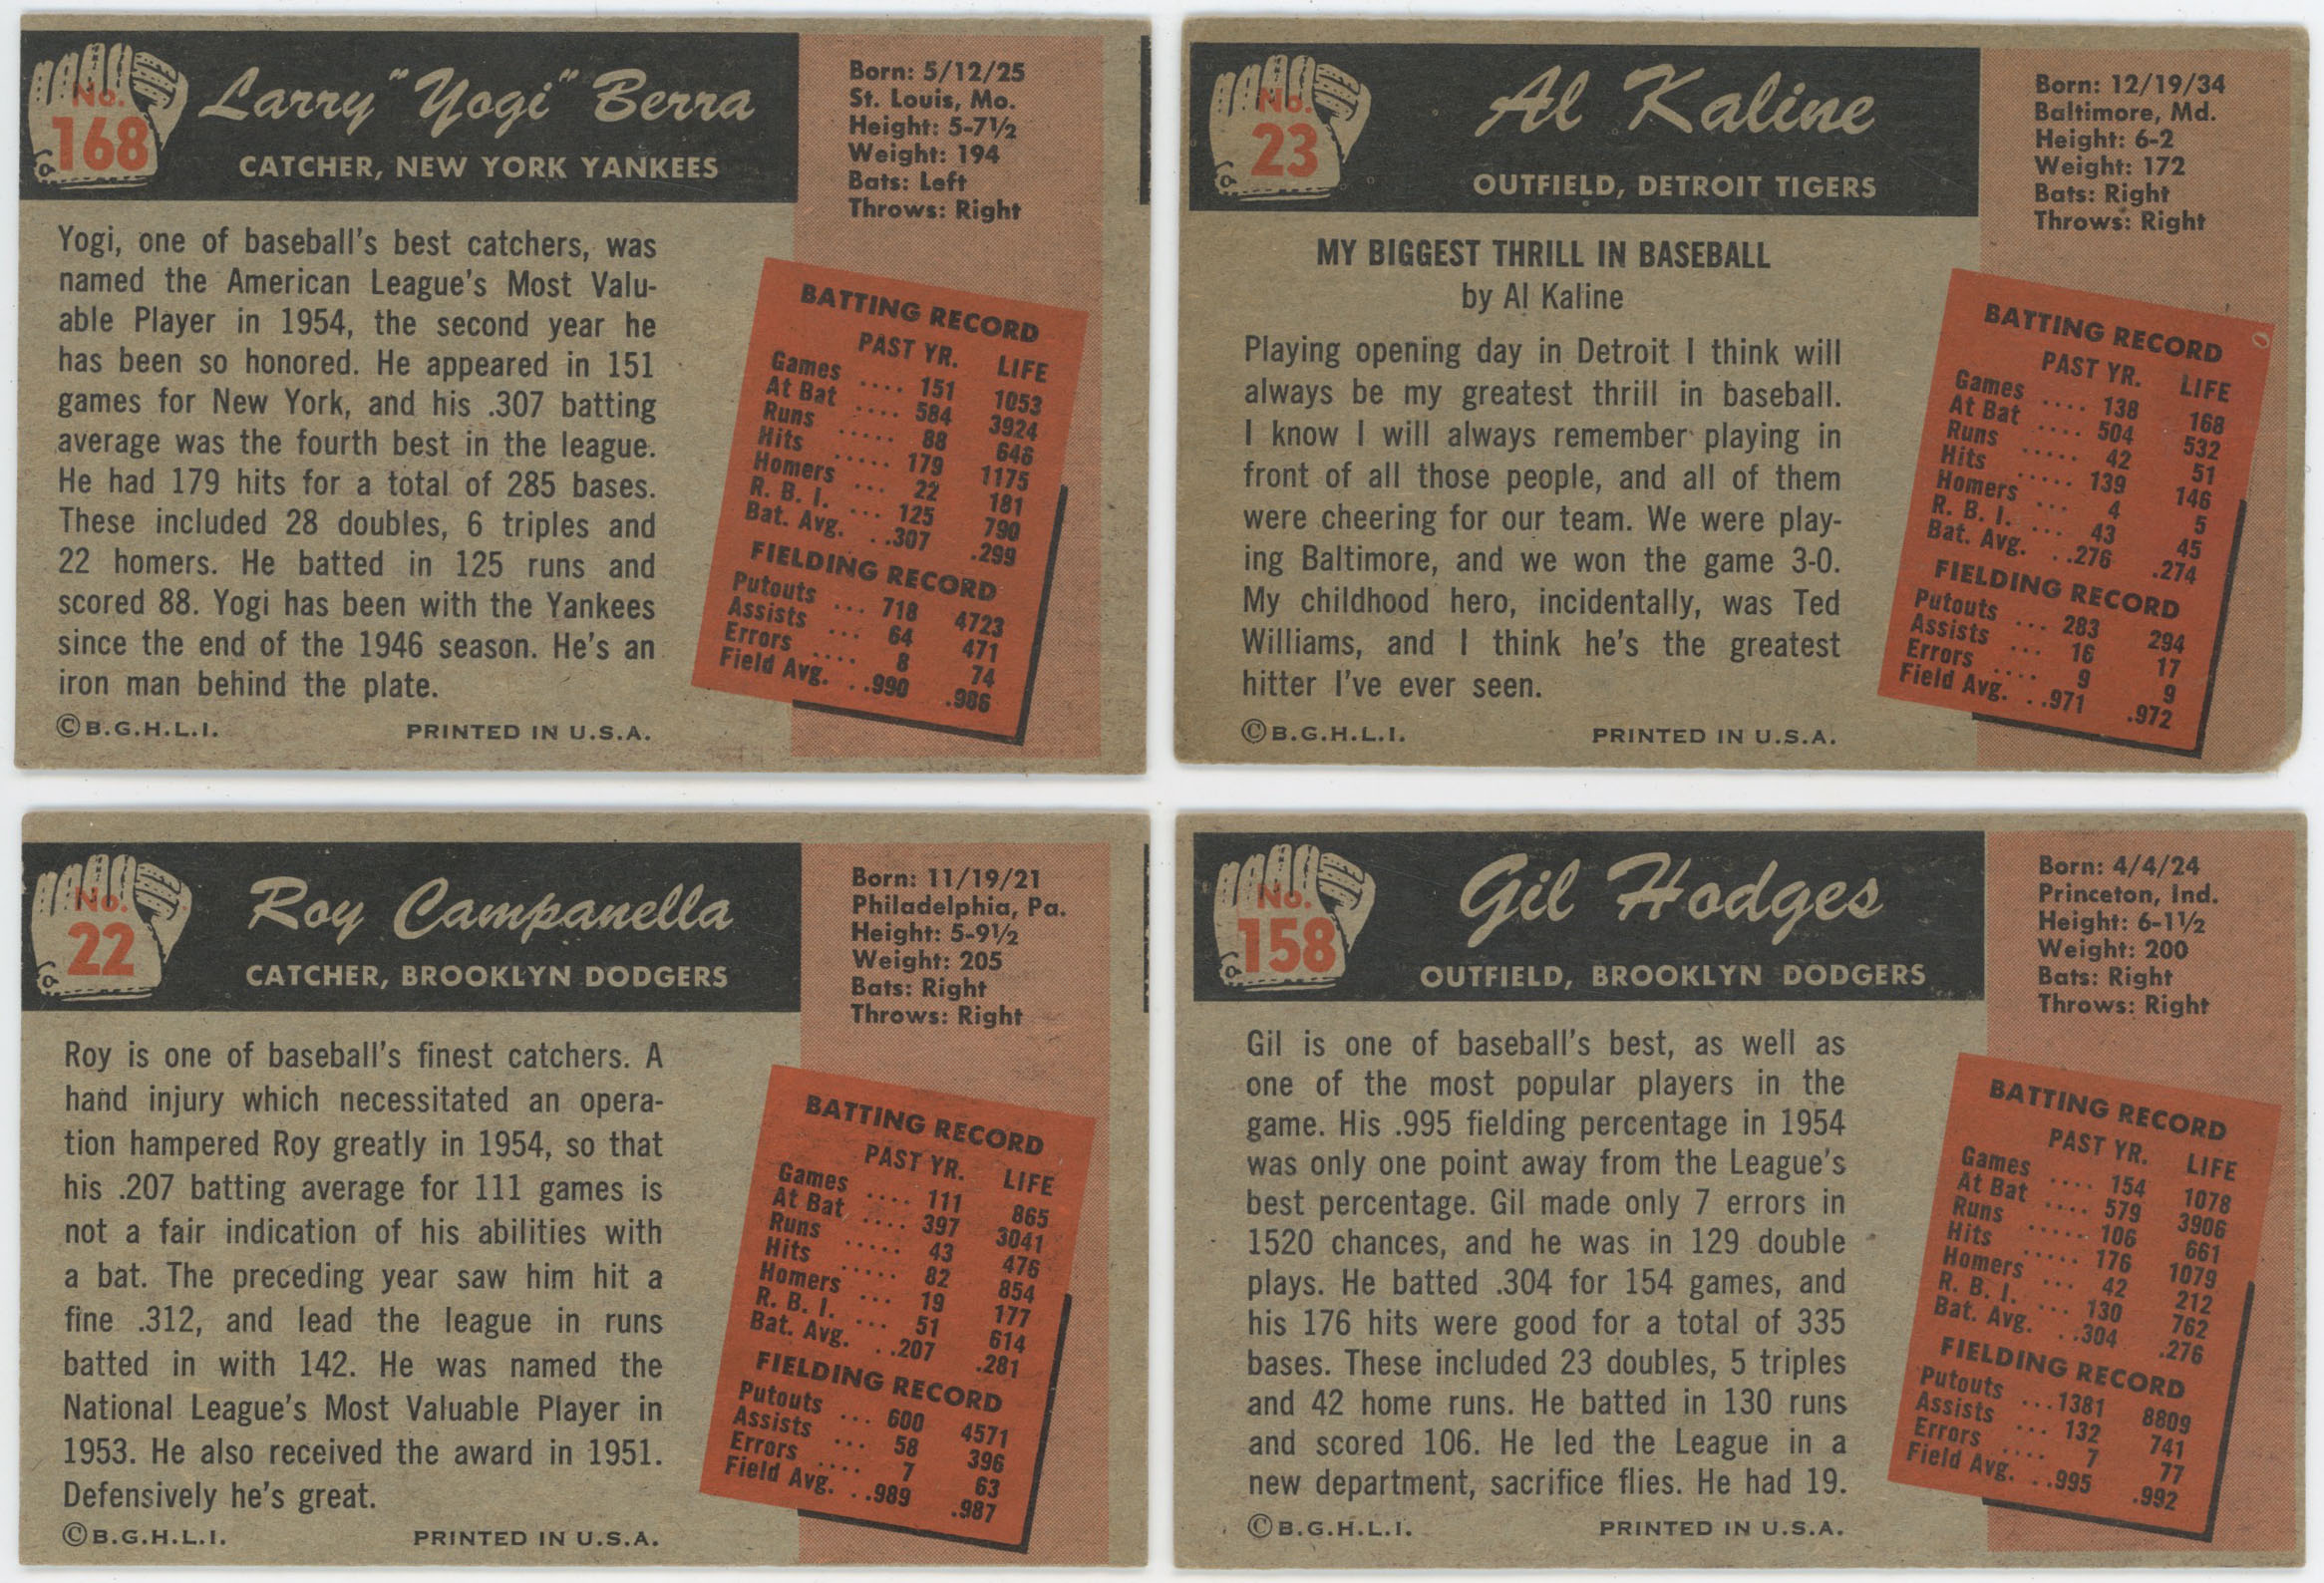 No.
168
Larry "Yogi" Berra
CATCHER, NEW YORK YANKEES
Born: 5/12/25
St. Louis, Mo.
Height: 5-7½
Weight: 194
Bats: Left
Throws: Right
Yogi, one of baseball's best catchers, was
named the American League's Most Valu-
able Player in 1954, the second year he
has been so honored. He appeared in 151
games for New York, and his .307 batting
average was the fourth best in the league.
He had 179 hits for a total of 285 bases.
These included 28 doubles, 6 triples and
22 homers. He batted in 125 runs and
scored 88. Yogi has been with the Yankees
since the end of the 1946 season. He's an
iron man behind the plate.
©B.G.H.L.I. PRINTED IN U.S.A.
BATTING RECORD
PAST YR. LIFE
Games .... 151 1053
At Bat .... 584 3924
Runs ..... 88 646
Hits ..... 179 1175
Homers ... 22 181
R. B. I. ... 125 790
Bat. Avg. . .307 .299
FIELDING RECORD
Putouts ... 718 4723
Assists ... 64 471
Errors .... 8 74
Field Avg. . .990 .986
No.
23
Al Kaline
OUTFIELD, DETROIT TIGERS
Born: 12/19/34
Baltimore, Md.
Height: 6-2
Weight: 172
Bats: Right
Throws: Right
MY BIGGEST THRILL IN BASEBALL
by Al Kaline
Playing opening day in Detroit I think will
always be my greatest thrill in baseball.
I know I will always remember playing in
front of all those people, and all of them
were cheering for our team. We were play-
ing Baltimore, and we won the game 3-0.
My childhood hero, incidentally, was Ted
Williams, and I think he's the greatest
hitter I've ever seen.
©B.G.H.L.I. PRINTED IN U.S.A.
BATTING RECORD
PAST YR. LIFE
Games .... 138 168
At Bat .... 504 532
Runs ..... 42 51
Hits ..... 139 146
Homers ... 4 5
R. B. I. ... 43 45
Bat. Avg. . .276 .274
FIELDING RECORD
Putouts ... 283 294
Assists ... 16 17
Errors .... 9 9
Field Avg. . .971 .972
No.
22
Roy Campanella
CATCHER, BROOKLYN DODGERS
Born: 11/19/21
Philadelphia, Pa.
Height: 5-9½
Weight: 205
Bats: Right
Throws: Right
Roy is one of baseball's finest catchers. A
hand injury which necessitated an opera-
tion hampered Roy greatly in 1954, so that
his .207 batting average for 111 games is
not a fair indication of his abilities with
a bat. The preceding year saw him hit a
fine .312, and lead the league in runs
batted in with 142. He was named the
National League's Most Valuable Player in
1953. He also received the award in 1951.
Defensively he's great.
©B.G.H.L.I. PRINTED IN U.S.A.
BATTING RECORD
PAST YR. LIFE
Games .... 111 865
At Bat .... 397 3041
Runs ..... 43 476
Hits ..... 82 854
Homers ... 19 177
R. B. I. ... 51 614
Bat. Avg. . .207 .281
FIELDING RECORD
Putouts ... 600 4571
Assists ... 58 396
Errors .... 7 63
Field Avg. . .989 .987
No.
158
Gil Hodges
OUTFIELD, BROOKLYN DODGERS
Born: 4/4/24
Princeton, Ind.
Height: 6-1½
Weight: 200
Bats: Right
Throws: Right
Gil is one of baseball's best, as well as
one of the most popular players in the
game. His .995 fielding percentage in 1954
was only one point away from the League's
best percentage. Gil made only 7 errors in
1520 chances, and he was in 129 double
plays. He batted .304 for 154 games, and
his 176 hits were good for a total of 335
bases. These included 23 doubles, 5 triples
and 42 home runs. He batted in 130 runs
and scored 106. He led the League in a
new department, sacrifice flies. He had 19.
©B.G.H.L.I. PRINTED IN U.S.A.
BATTING RECORD
PAST YR. LIFE
Games .... 154 1078
At Bat .... 579 3906
Runs ..... 106 661
Hits ..... 176 1079
Homers ... 42 212
R. B. I. ... 130 762
Bat. Avg. . .304 .276
FIELDING RECORD
Putouts ...1381 8809
Assists ... 132 741
Errors .... 7 77
Field Avg. . .995 .992